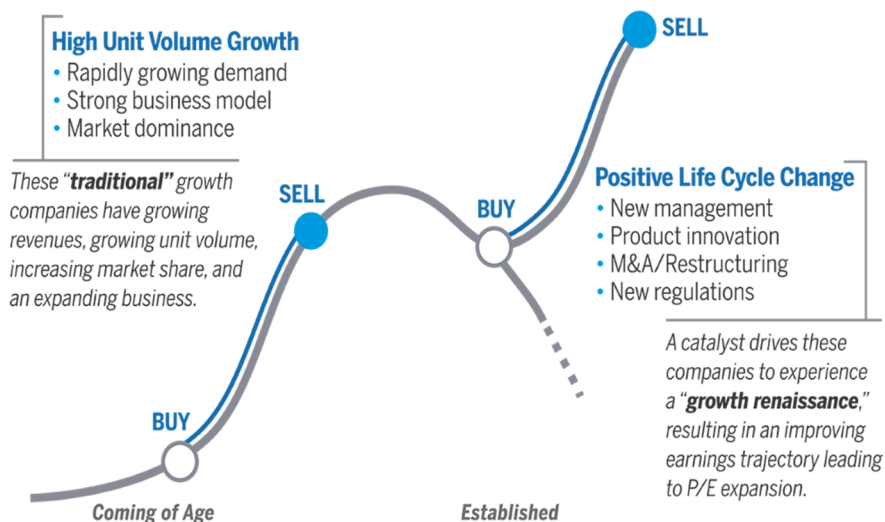 High Unit Volume Growth
• Rapidly growing demand
• Strong business model
• Market dominance
These “traditional” growth
companies have growing
revenues, growing unit volume,
increasing market share, and
an expanding business.
BUY
SELL
Coming of Age
BUY
SELL
Established
Positive Life Cycle Change
• New management
• Product innovation
• M&A/Restructuring
• New regulations
A catalyst drives these
companies to experience
a “growth renaissance,”
resulting in an improving
earnings trajectory leading
to P/E expansion.